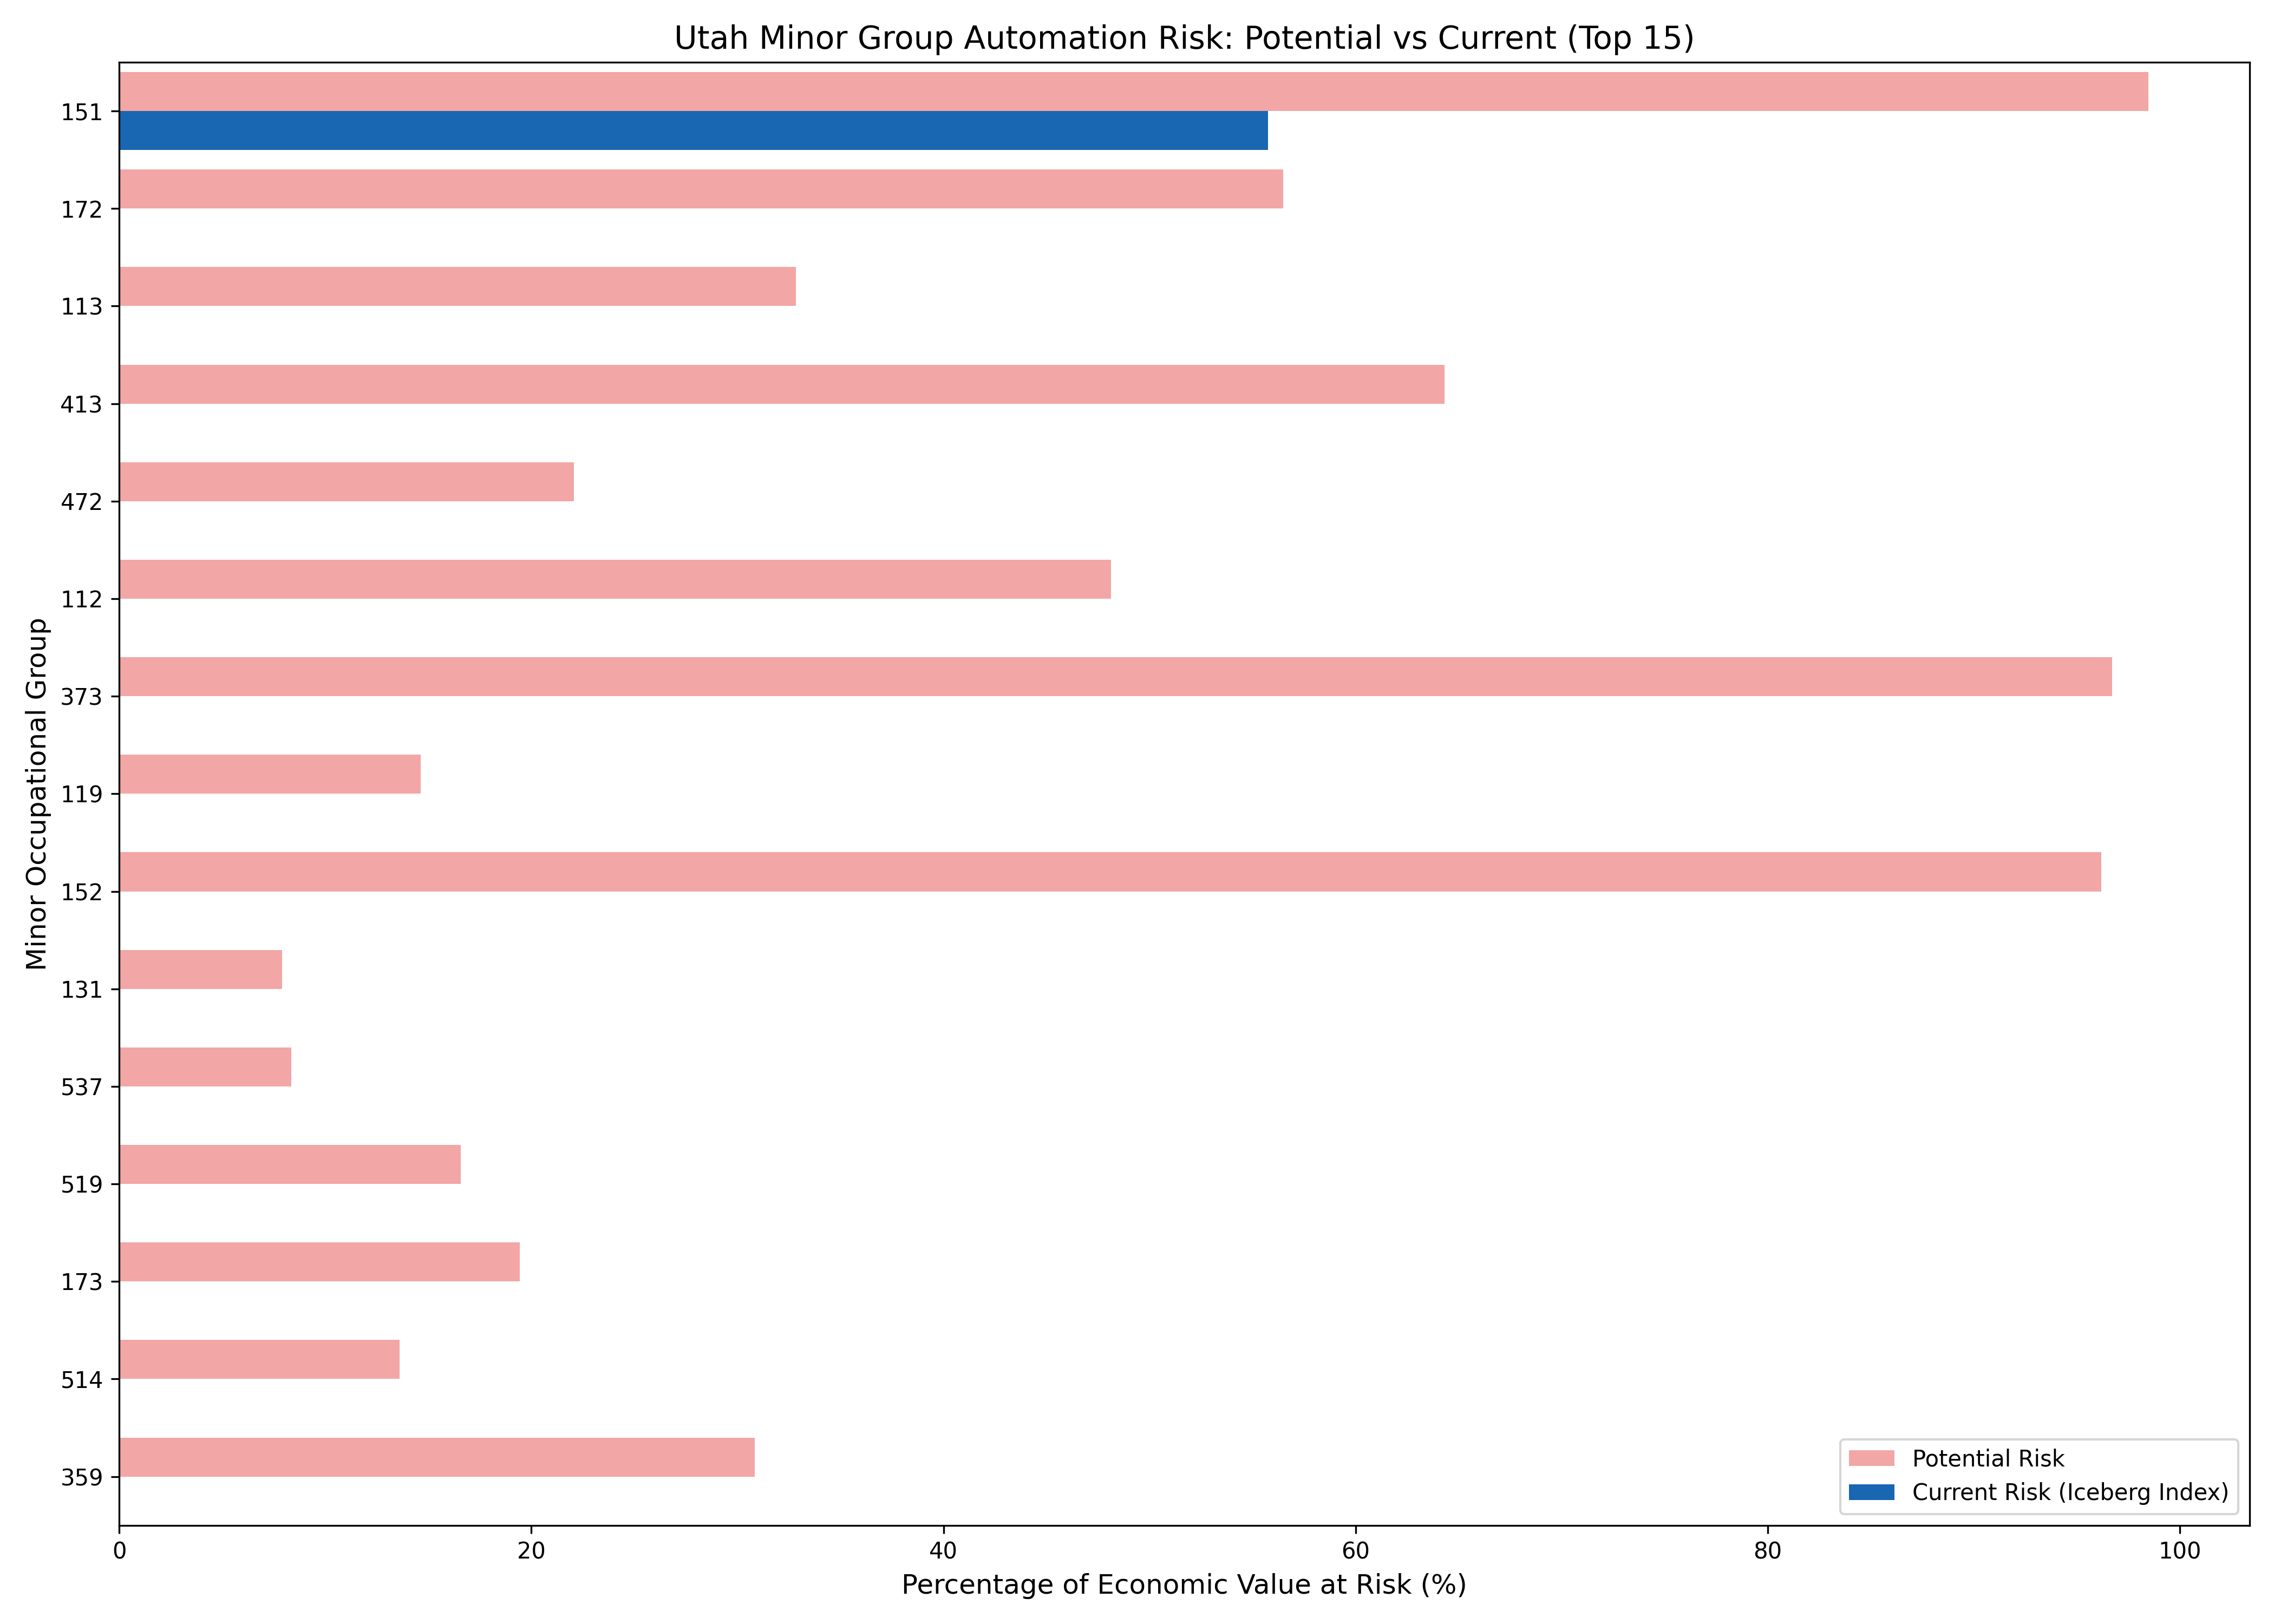 Utah Minor Group Automation Risk: Potential vs Current (Top 15)
Minor Occupational Group
151
172
113
413
472
112
373
119
152
131
537
519
173
514
359
0 20 40 60 80 100
Percentage of Economic Value at Risk (%)
Potential Risk
Current Risk (Iceberg Index)